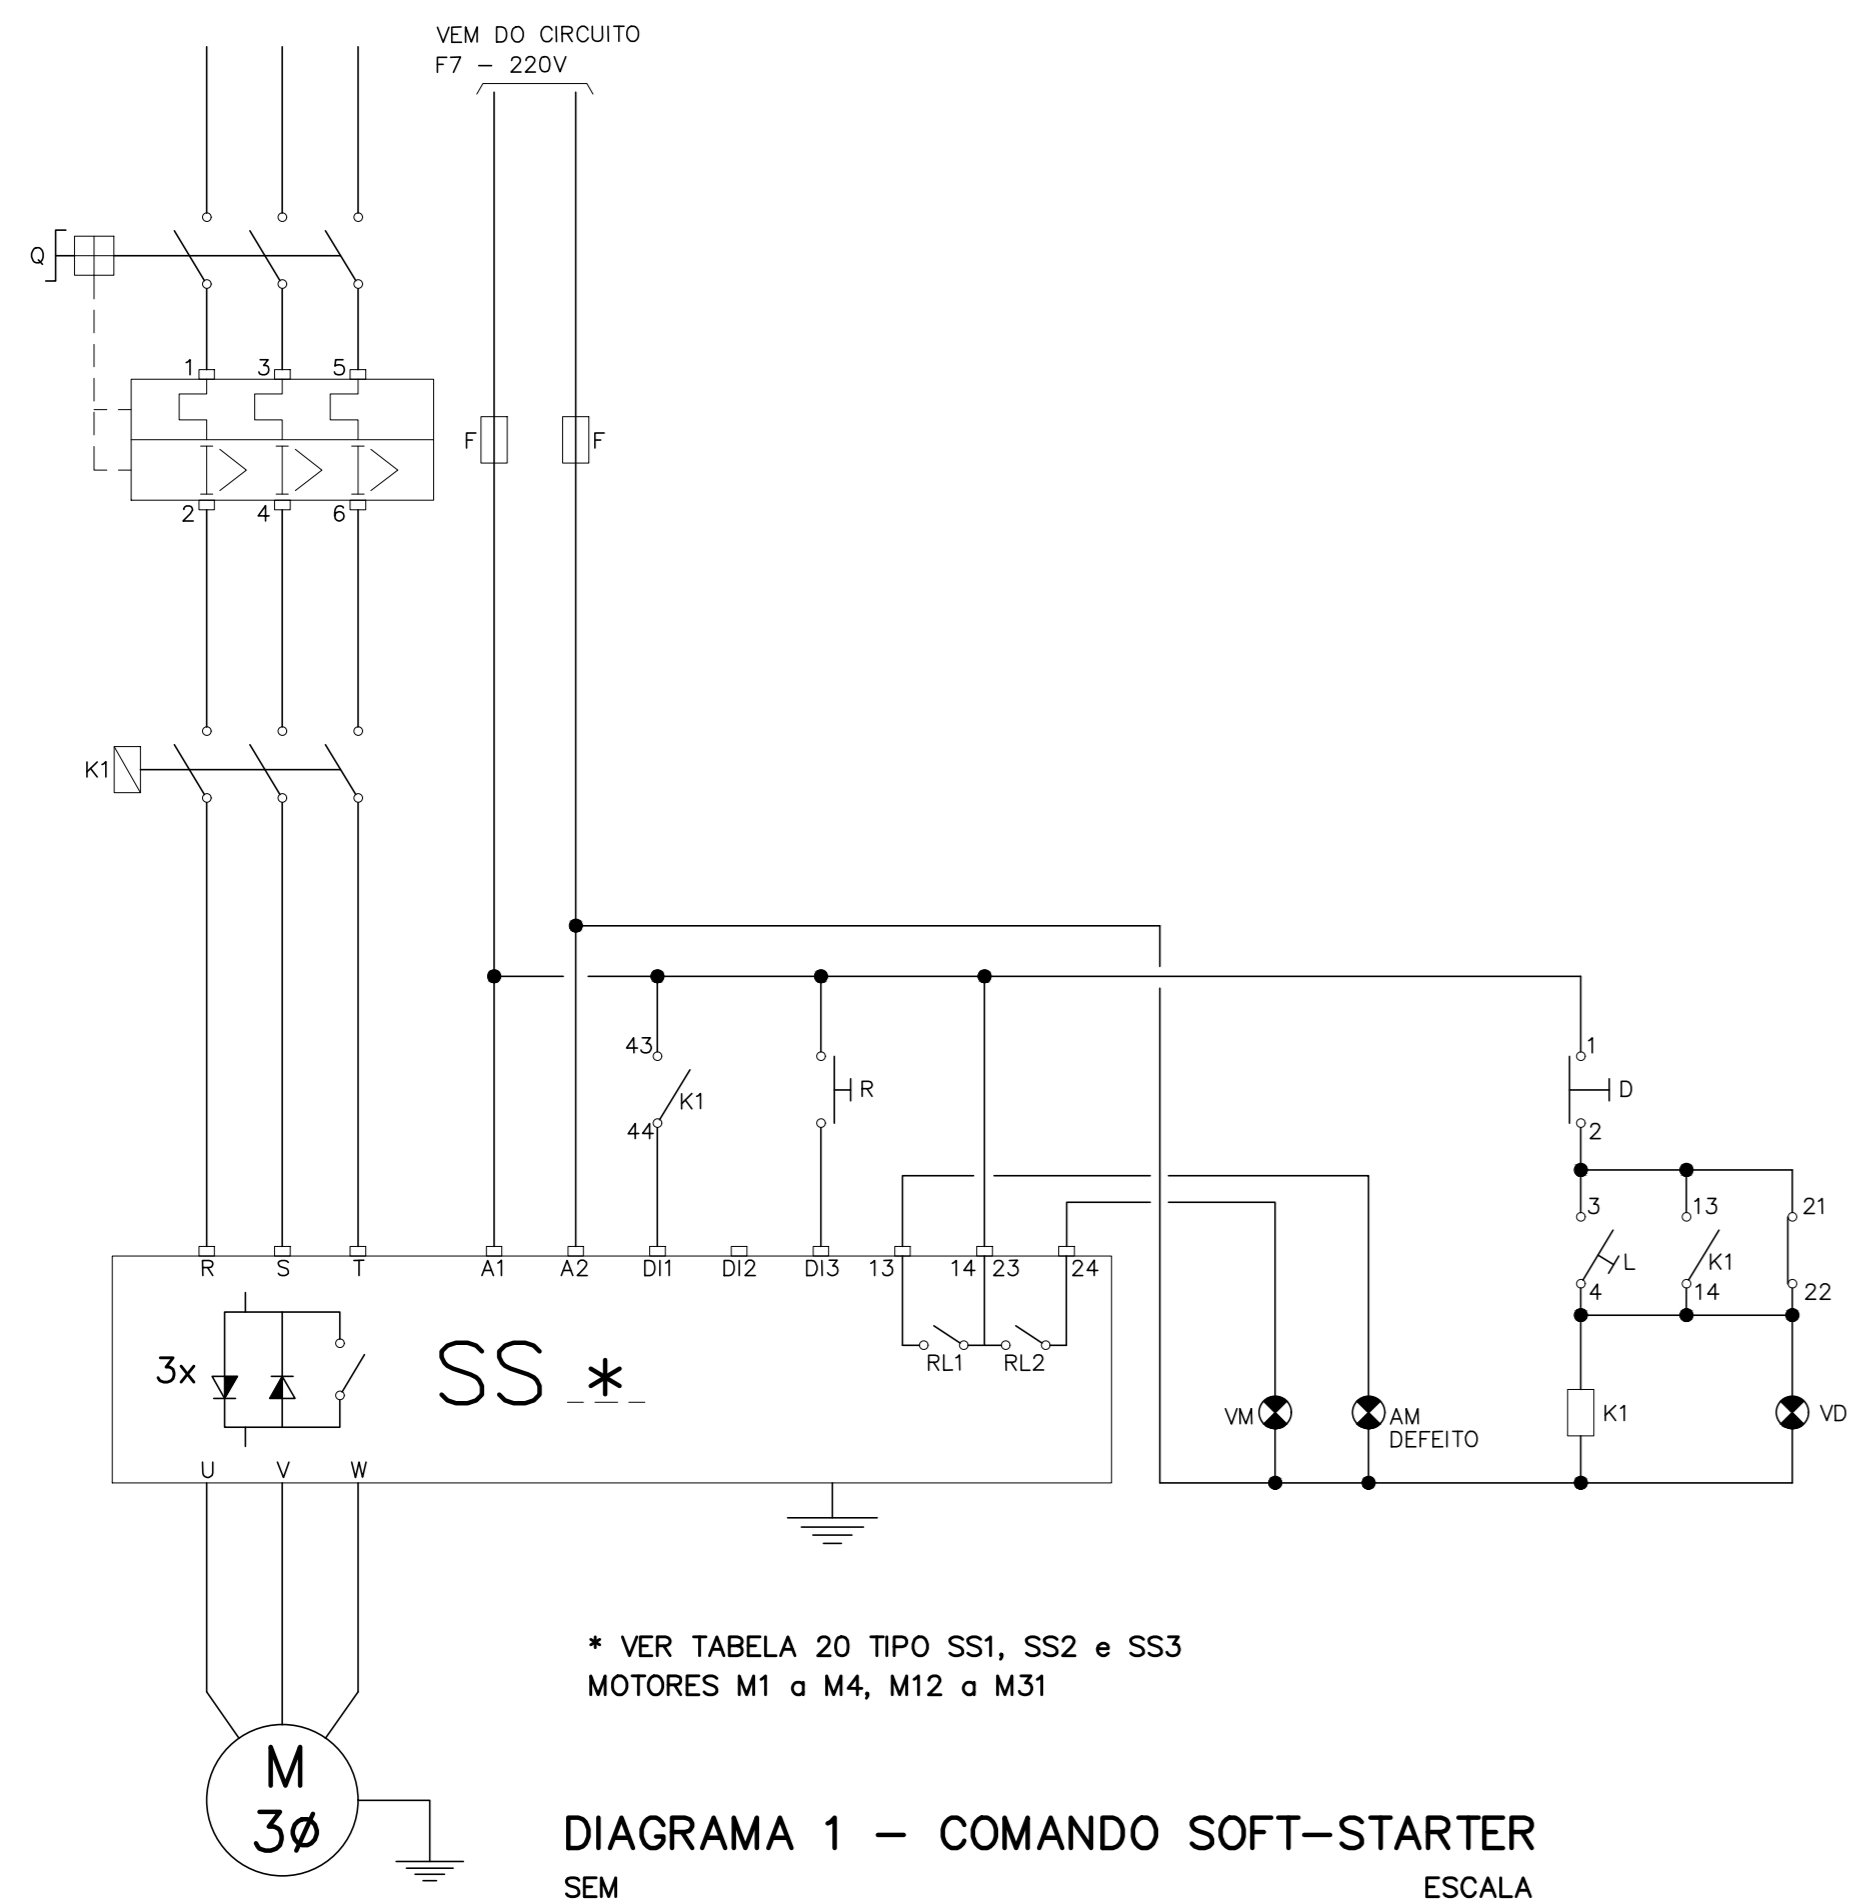 VEM DO CIRCUITO
F7 - 220V
Q
1 3 5
F F
2 4 6
K1
43 1
K1 R D
44 2
3 13 21
L K1
4 14 22
R S T A1 A2 DI1 DI2 DI3 13 14 23 24
RL1 RL2
3x SS _*_
VM AM K1 VD
DEFEITO
U V W
* VER TABELA 20 TIPO SS1, SS2 e SS3
MOTORES M1 a M4, M12 a M31
M
3ø
DIAGRAMA 1 - COMANDO SOFT-STARTER
SEM ESCALA